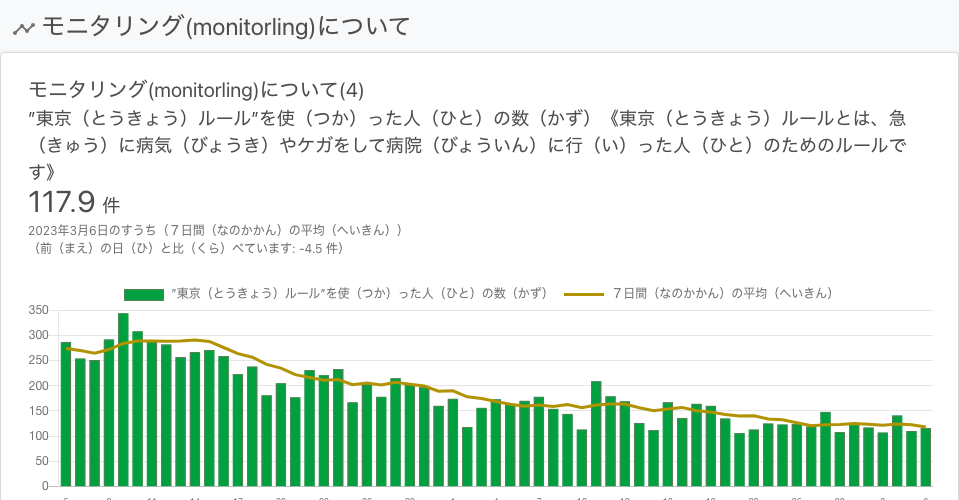 モニタリング(monitorling)について
モニタリング(monitorling)について(4)
”東京（とうきょう）ルール”を使（つか）った人（ひと）の数（かず）《東京（とうきょう）ルールとは、急
（きゅう）に病気（びょうき）やケガをして病院（びょういん）に行（い）った人（ひと）のためのルールで
す》
117.9 件
2023年3月6日のすうち（７日間（なのかかん）の平均（へいきん））
（前（まえ）の日（ひ）と比（くら）べています: -4.5 件）
”東京（とうきょう）ルール”を使（つか）った人（ひと）の数（かず） ７日間（なのかかん）の平均（へいきん）
350
300
250
200
150
100
50
0